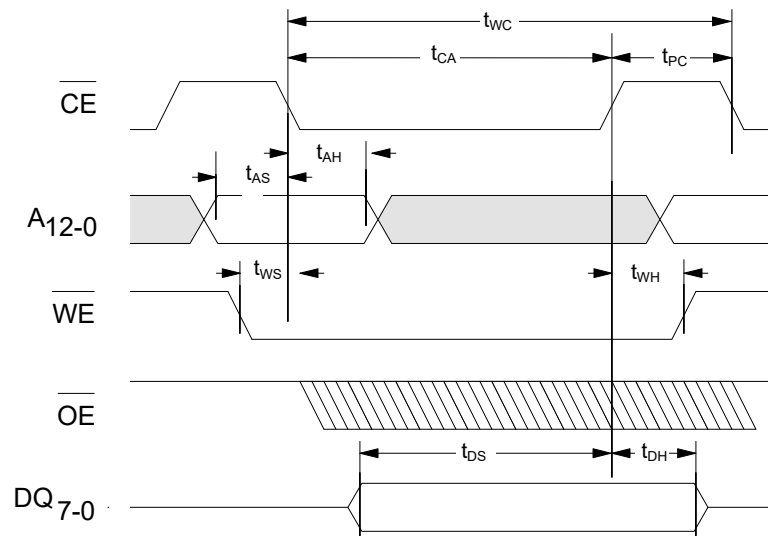 tWC
tCA
tPC
CE
tAH
tAS
A12-0
tWS
tWH
WE
OE
tDS
tDH
DQ7-0